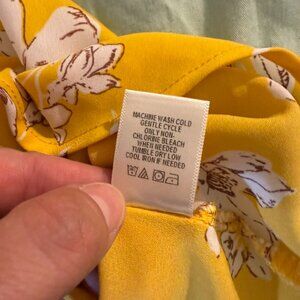 MACHINE WASH COLD
GENTLE CYCLE
ONLY NON-
CHLORINE BLEACH
WHEN NEEDED
TUMBLE DRY LOW
COOL IRON IF NEEDED